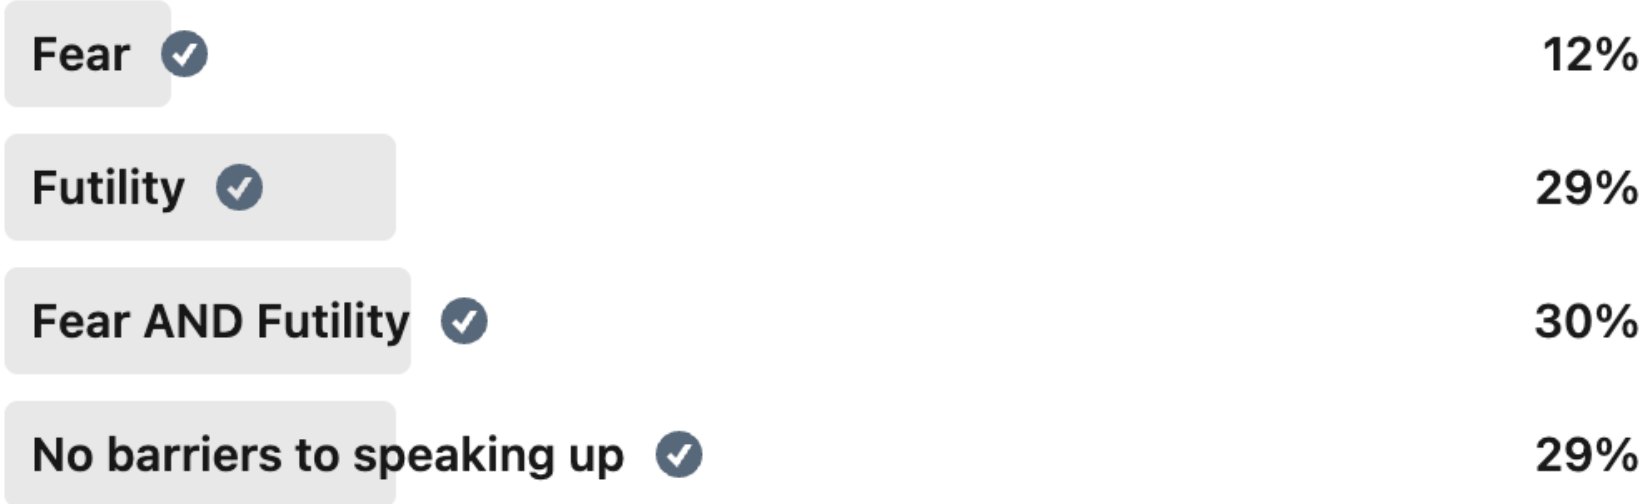 Fear 12%
Futility 29%
Fear AND Futility 30%
No barriers to speaking up 29%